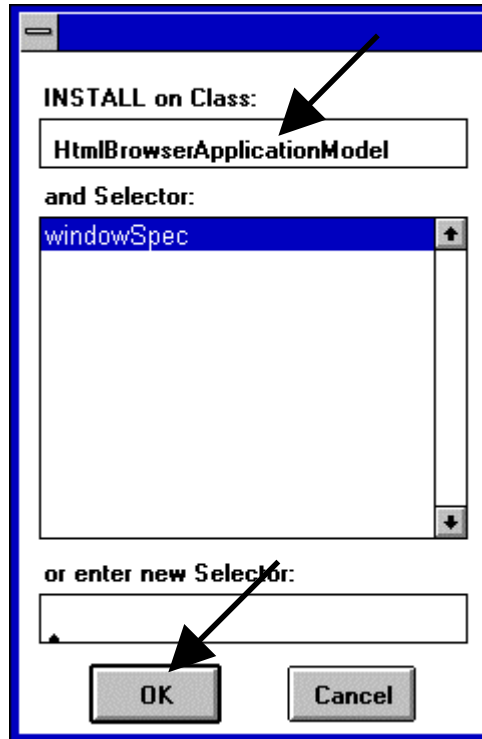 INSTALL on Class:
HtmlBrowserApplicationModel
and Selector:
windowSpec
or enter new Selector:
OK
Cancel